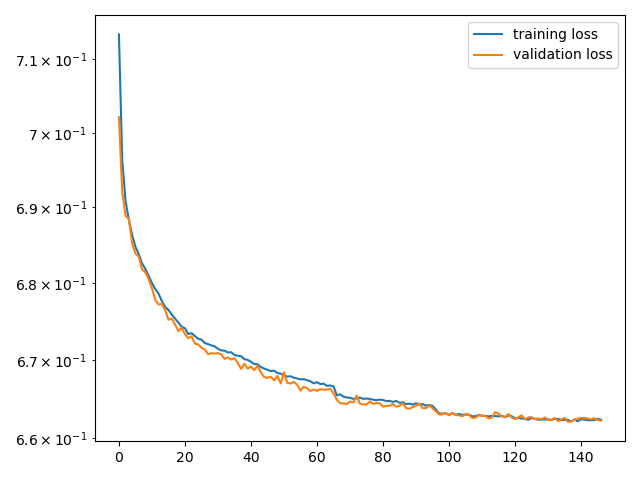 training loss
validation loss
7.1 × 10⁻¹
7 × 10⁻¹
6.9 × 10⁻¹
6.8 × 10⁻¹
6.7 × 10⁻¹
6.6 × 10⁻¹
0 20 40 60 80 100 120 140